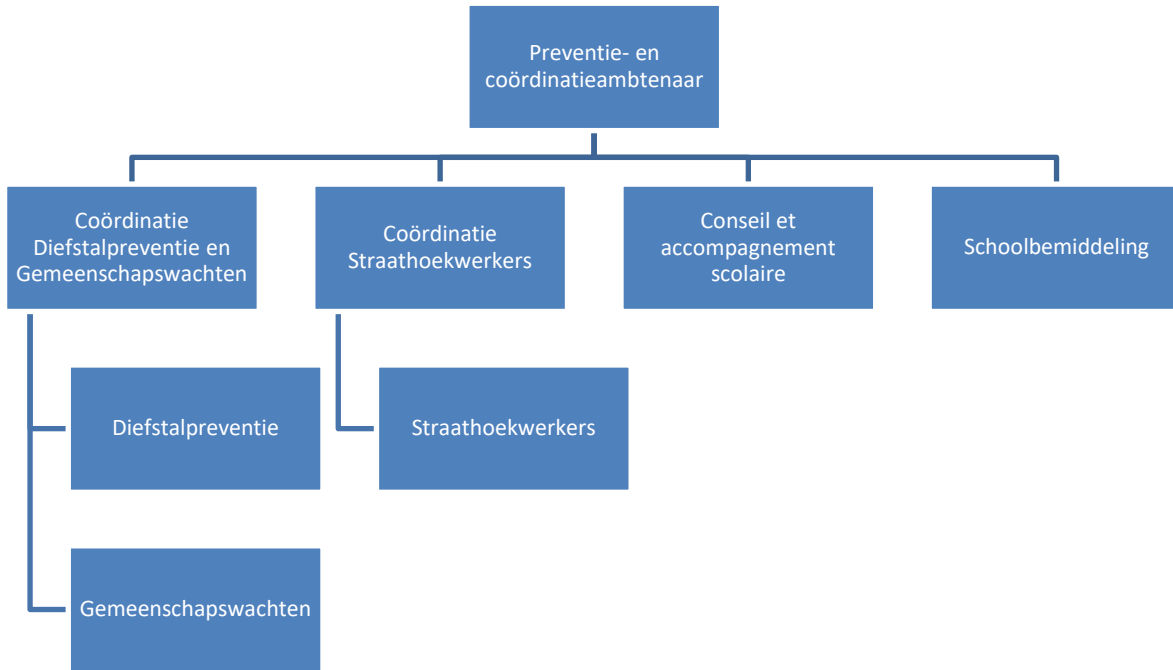 Preventie- en
coördinatieambtenaar
Coördinatie
Diefstalpreventie en
Gemeenschapswachten
Coördinatie
Straathoekwerkers
Conseil et
accompagnement
scolaire
Schoolbemiddeling
Diefstalpreventie
Straathoekwerkers
Gemeenschapswachten